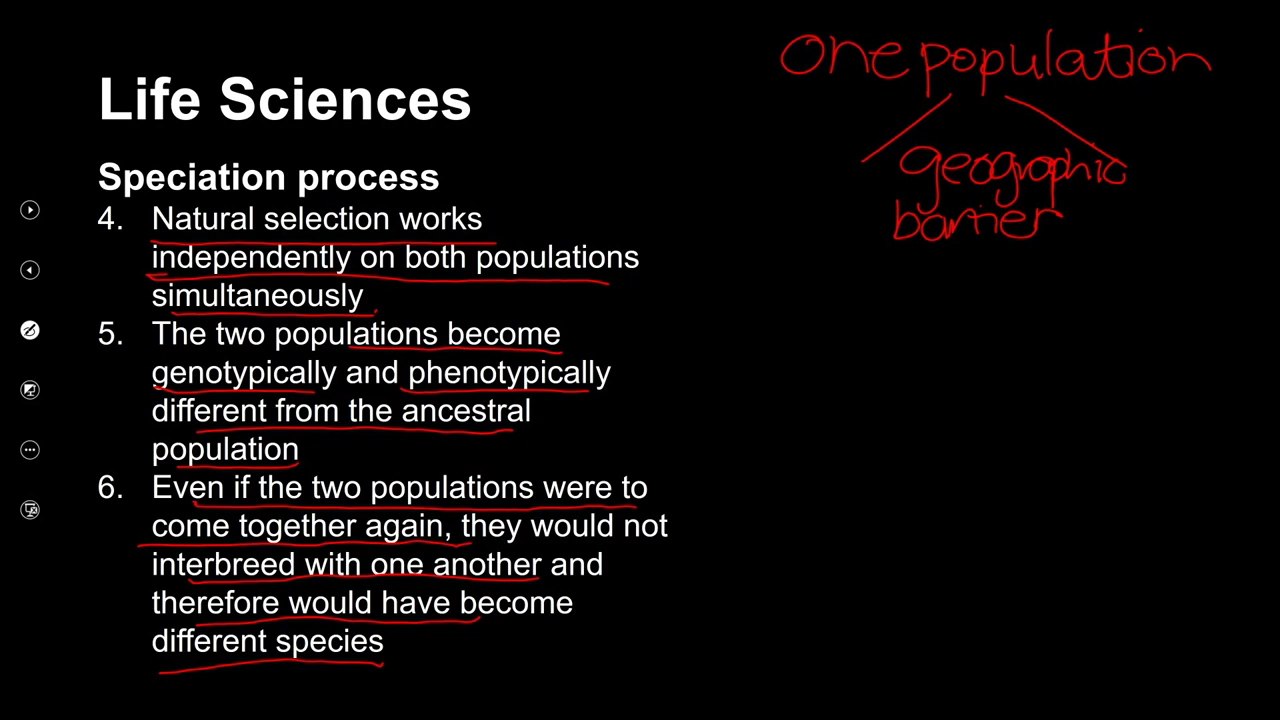 Life Sciences
Speciation process
4. Natural selection works
independently on both populations
simultaneously
5. The two populations become
genotypically and phenotypically
different from the ancestral
population
6. Even if the two populations were to
come together again, they would not
interbreed with one another and
therefore would have become
different species
One population
geographic
barrier